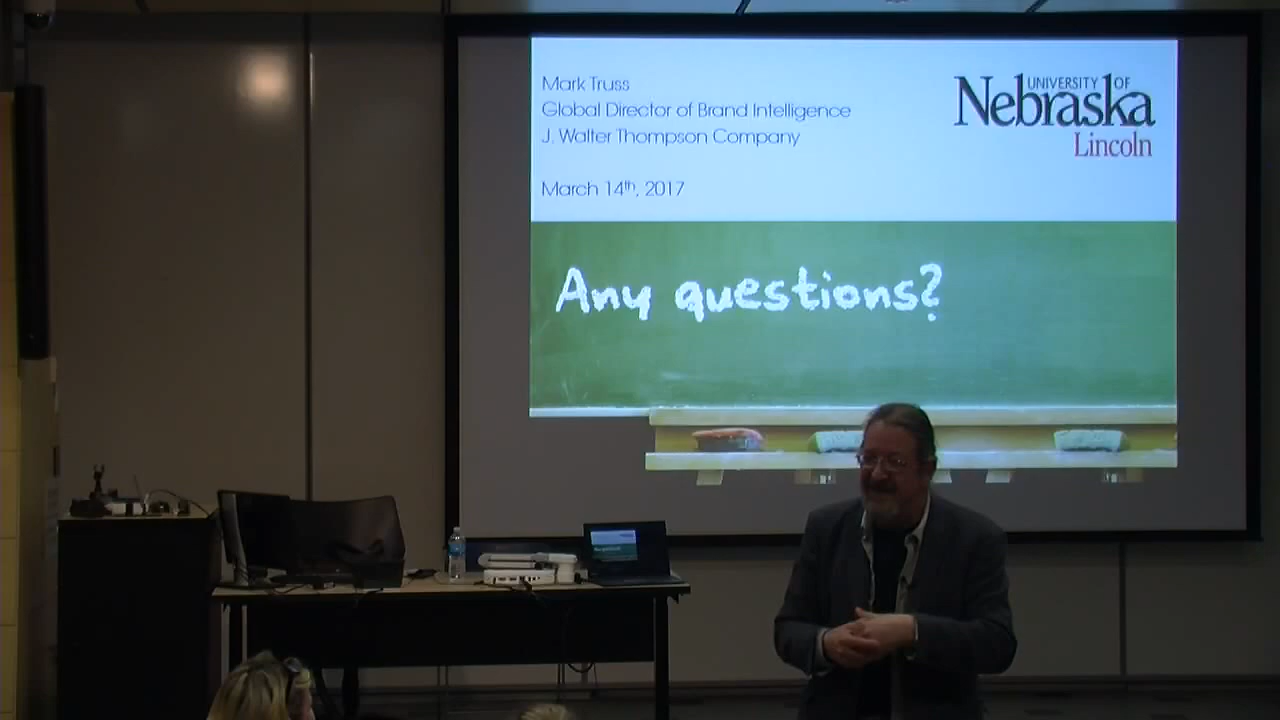 Mark Truss
Global Director of Brand Intelligence
J. Walter Thompson Company
March 14th, 2017
UNIVERSITY OF
Nebraska
Lincoln
Any questions?